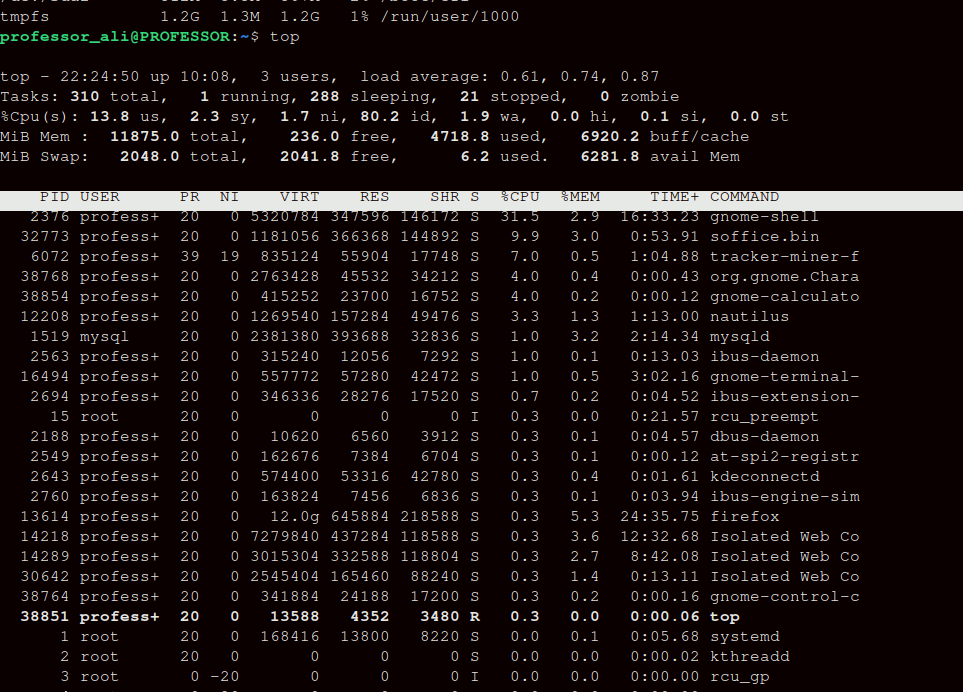 tmpfs 1.2G 1.3M 1.2G 1% /run/user/1000
professor_ali@PROFESSOR:~$ top
top - 22:24:50 up 10:08, 3 users, load average: 0.61, 0.74, 0.87
Tasks: 310 total, 1 running, 288 sleeping, 21 stopped, 0 zombie
%Cpu(s): 13.8 us, 2.3 sy, 1.7 ni, 80.2 id, 1.9 wa, 0.0 hi, 0.1 si, 0.0 st
MiB Mem : 11875.0 total, 236.0 free, 4718.8 used, 6920.2 buff/cache
MiB Swap: 2048.0 total, 2041.8 free, 6.2 used. 6281.8 avail Mem
PID USER PR NI VIRT RES SHR S %CPU %MEM TIME+ COMMAND
2376 profess+ 20 0 5320784 347596 146172 S 31.5 2.9 16:33.23 gnome-shell
32773 profess+ 20 0 1181056 366368 144892 S 9.9 3.0 0:53.91 soffice.bin
6072 profess+ 39 19 835124 55904 17748 S 7.0 0.5 1:04.88 tracker-miner-f
38768 profess+ 20 0 2763428 45532 34212 S 4.0 0.4 0:00.43 org.gnome.Chara
38854 profess+ 20 0 415252 23700 16752 S 4.0 0.2 0:00.12 gnome-calculato
12208 profess+ 20 0 1269540 157284 49476 S 3.3 1.3 1:13.00 nautilus
1519 mysql 20 0 2381380 393688 32836 S 1.0 3.2 2:14.34 mysqld
2563 profess+ 20 0 315240 12056 7292 S 1.0 0.1 0:13.03 ibus-daemon
16494 profess+ 20 0 557772 57280 42472 S 1.0 0.5 3:02.16 gnome-terminal-
2694 profess+ 20 0 346336 28276 17520 S 0.7 0.2 0:04.52 ibus-extension-
15 root 20 0 0 0 0 I 0.3 0.0 0:21.57 rcu_preempt
2188 profess+ 20 0 10620 6560 3912 S 0.3 0.1 0:04.57 dbus-daemon
2549 profess+ 20 0 162676 7384 6704 S 0.3 0.1 0:00.12 at-spi2-registr
2643 profess+ 20 0 574400 53316 42780 S 0.3 0.4 0:01.61 kdeconnectd
2760 profess+ 20 0 163824 7456 6836 S 0.3 0.1 0:03.94 ibus-engine-sim
13614 profess+ 20 0 12.0g 645884 218588 S 0.3 5.3 24:35.75 firefox
14218 profess+ 20 0 7279840 437284 118588 S 0.3 3.6 12:32.68 Isolated Web Co
14289 profess+ 20 0 3015304 332588 118804 S 0.3 2.7 8:42.08 Isolated Web Co
30642 profess+ 20 0 2545404 165460 88240 S 0.3 1.4 0:13.11 Isolated Web Co
38764 profess+ 20 0 341884 24188 17200 S 0.3 0.2 0:00.16 gnome-control-c
38851 profess+ 20 0 13588 4352 3480 R 0.3 0.0 0:00.06 top
1 root 20 0 168416 13800 8220 S 0.0 0.1 0:05.68 systemd
2 root 20 0 0 0 0 S 0.0 0.0 0:00.02 kthreadd
3 root 0 -20 0 0 0 I 0.0 0.0 0:00.00 rcu_gp